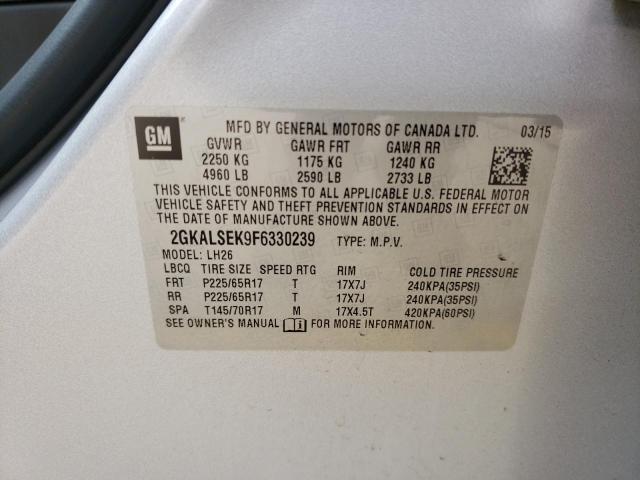 GM
MFD BY GENERAL MOTORS OF CANADA LTD. 03/15
GVWR GAWR FRT GAWR RR
2250 KG 1175 KG 1240 KG
4960 LB 2590 LB 2733 LB
THIS VEHICLE CONFORMS TO ALL APPLICABLE U.S. FEDERAL MOTOR
VEHICLE SAFETY AND THEFT PREVENTION STANDARDS IN EFFECT ON
THE DATE OF MANUFACTURE SHOWN ABOVE.
2GKALSEK9F6330239 TYPE: M.P.V.
MODEL: LH26
LBCQ TIRE SIZE SPEED RTG RIM COLD TIRE PRESSURE
FRT P225/65R17 T 17X7J 240KPA(35PSI)
RR P225/65R17 T 17X7J 240KPA(35PSI)
SPA T145/70R17 M 17X4.5T 420KPA(60PSI)
SEE OWNER'S MANUAL FOR MORE INFORMATION.